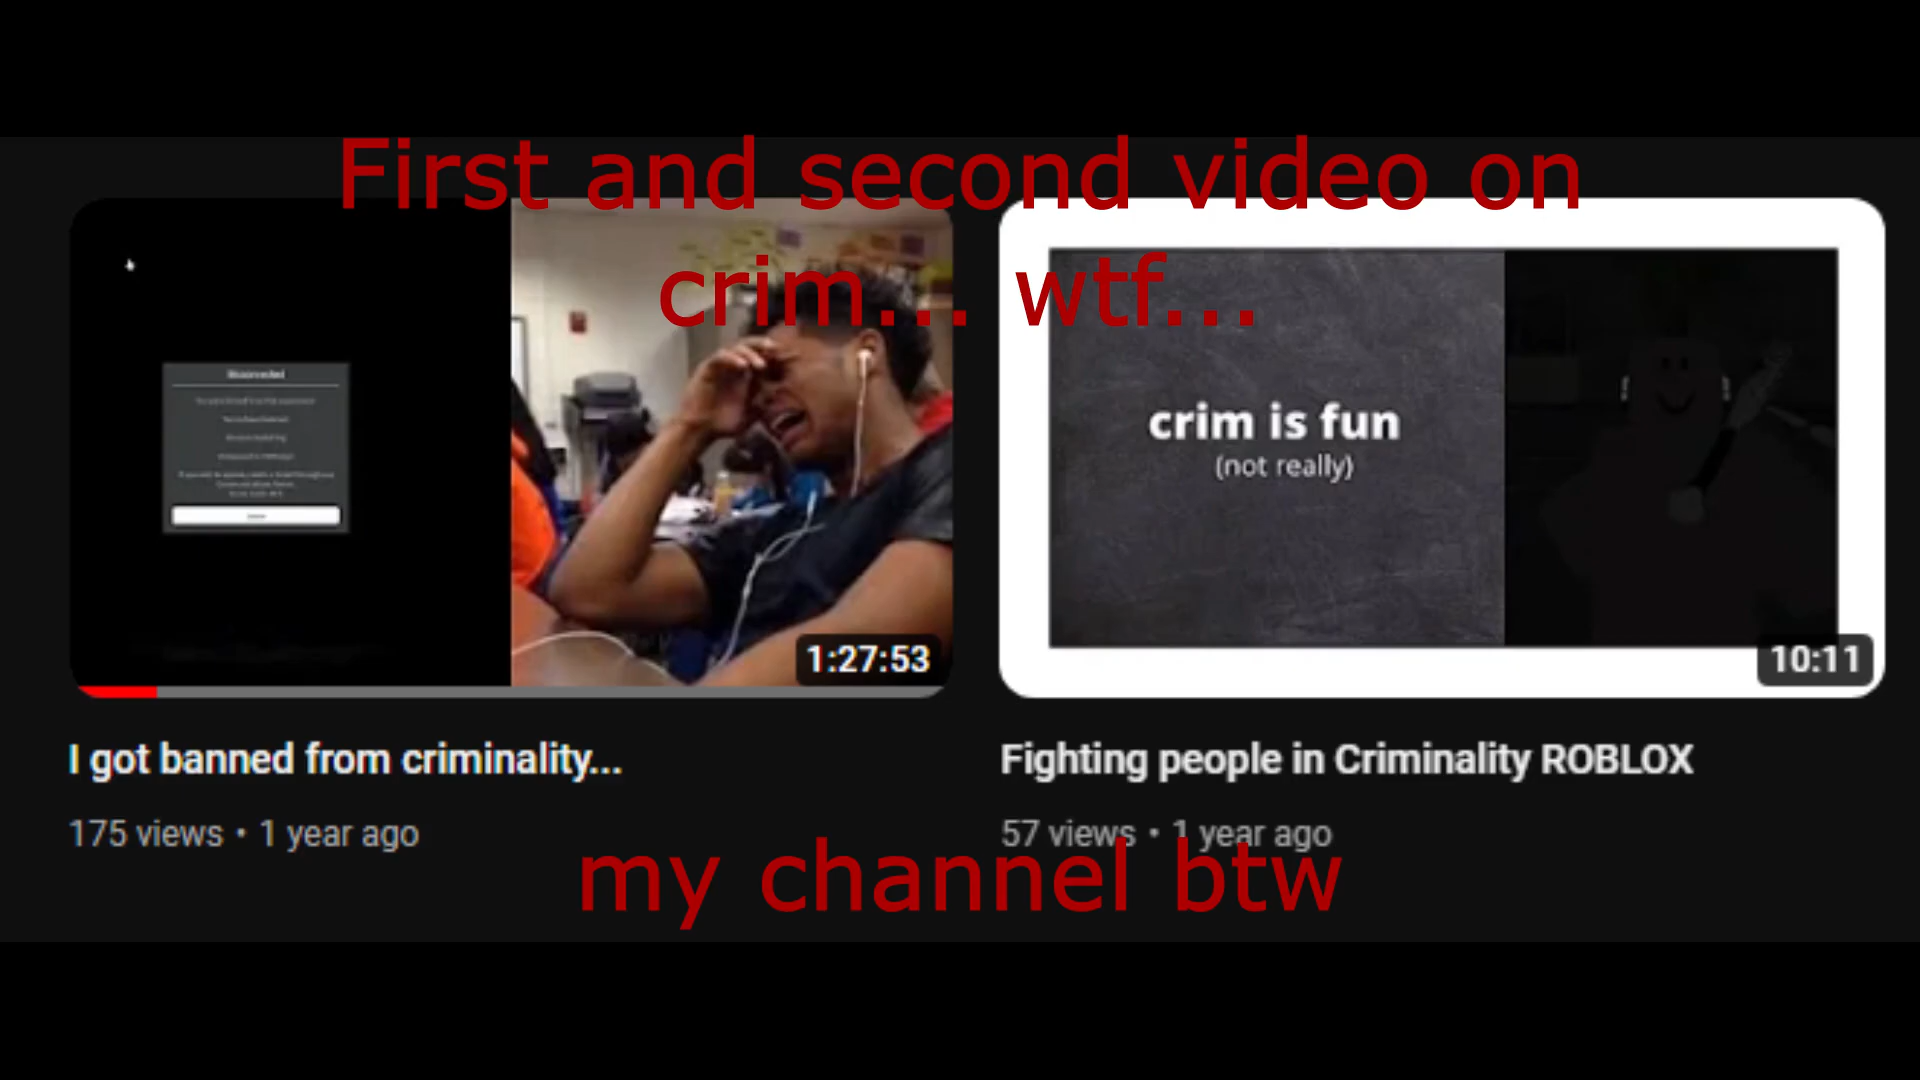 First and second video on
crim... wtf...
crim is fun
(not really)
1:27:53
10:11
I got banned from criminality...
Fighting people in Criminality ROBLOX
175 views • 1 year ago
57 views • 1 year ago
my channel btw